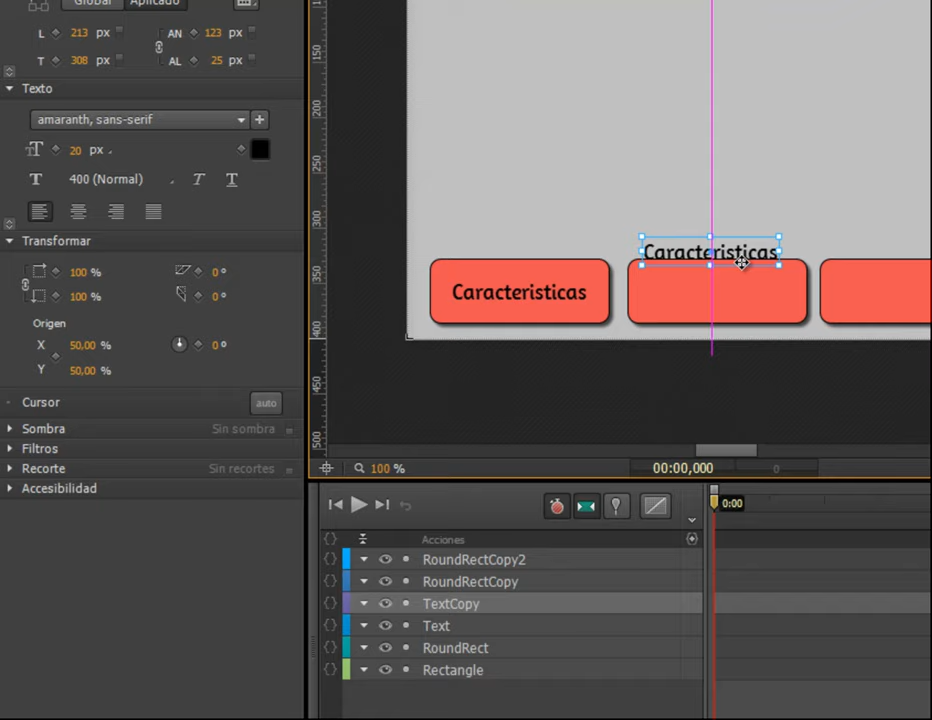 Global Aplicado
L 213 px AN 123 px
T 308 px AL 25 px
Texto
amaranth, sans-serif
20 px
400 (Normal)
Transformar
100 % 0 º
100 % 0 º
Origen
X 50,00 % 0 º
Y 50,00 %
Cursor auto
Sombra Sin sombra
Filtros
Recorte Sin recortes
Accesibilidad
150
200
250
300
350
400
450
500
Caracteristicas
Caracteristicas
100 % 00:00,000 0
0:00
Acciones
RoundRectCopy2
RoundRectCopy
TextCopy
Text
RoundRect
Rectangle